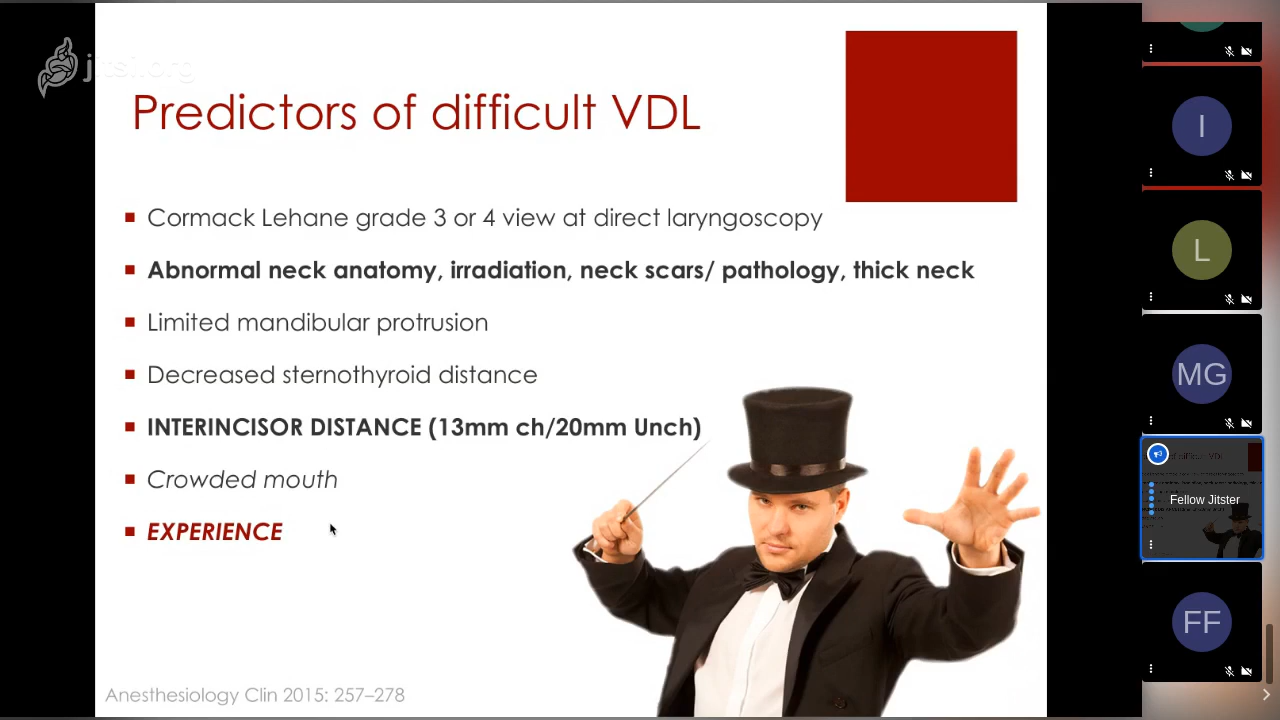 jitsi.org
Predictors of difficult VDL
Cormack Lehane grade 3 or 4 view at direct laryngoscopy
Abnormal neck anatomy, irradiation, neck scars/ pathology, thick neck
Limited mandibular protrusion
Decreased sternothyroid distance
INTERINCISOR DISTANCE (13mm ch/20mm Unch)
Crowded mouth
EXPERIENCE
Anesthesiology Clin 2015: 257–278
I
L
MG
Fellow Jitster
FF